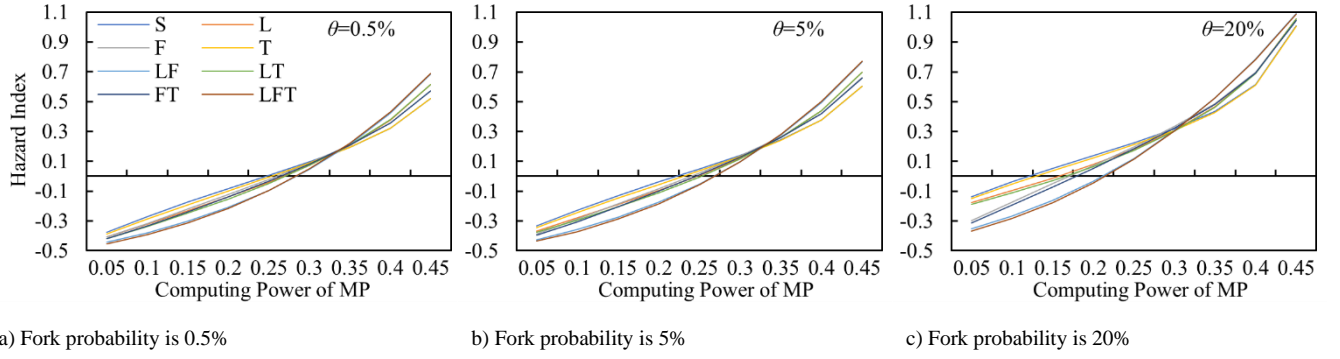 Hazard Index
1.1
0.9
0.7
0.5
0.3
0.1
-0.1
-0.3
-0.5
S
L
F
T
LF
LT
FT
LFT
θ=0.5%
0.05 0.1 0.15 0.2 0.25 0.3 0.35 0.4 0.45
Computing Power of MP
1.1
0.9
0.7
0.5
0.3
0.1
-0.1
-0.3
-0.5
θ=5%
0.05 0.1 0.15 0.2 0.25 0.3 0.35 0.4 0.45
Computing Power of MP
1.1
0.9
0.7
0.5
0.3
0.1
-0.1
-0.3
-0.5
θ=20%
0.05 0.1 0.15 0.2 0.25 0.3 0.35 0.4 0.45
Computing Power of MP
a) Fork probability is 0.5%
b) Fork probability is 5%
c) Fork probability is 20%